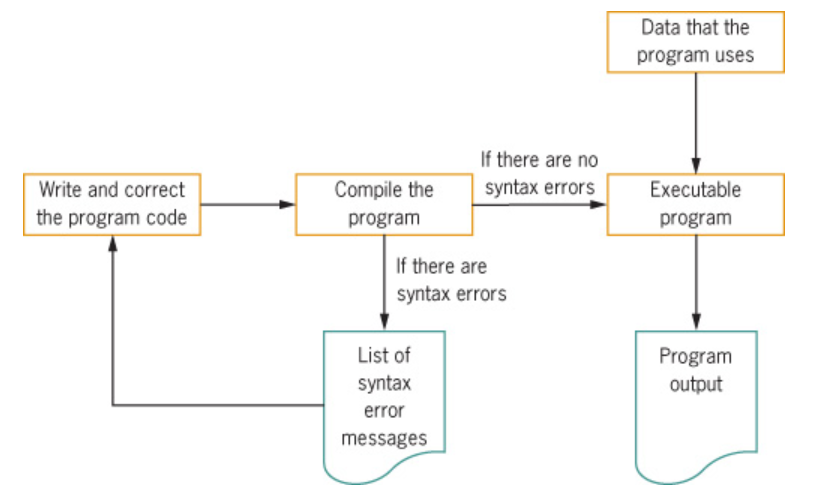 Data that the
program uses
If there are no
syntax errors
Write and correct
the program code
Compile the
program
Executable
program
If there are
syntax errors
List of
syntax
error
messages
Program
output